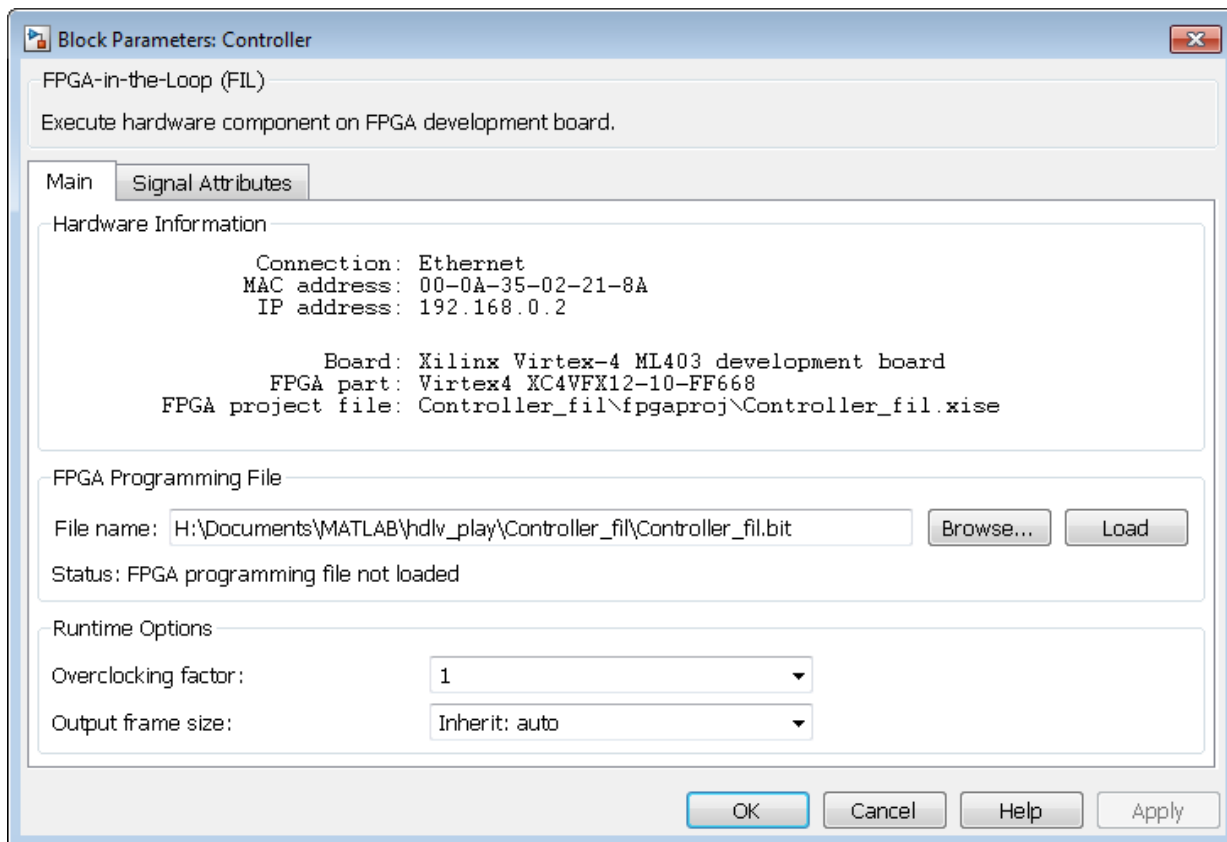 Block Parameters: Controller
FPGA-in-the-Loop (FIL)
Execute hardware component on FPGA development board.
Main Signal Attributes
Hardware Information
Connection: Ethernet
MAC address: 00-0A-35-02-21-8A
IP address: 192.168.0.2
Board: Xilinx Virtex-4 ML403 development board
FPGA part: Virtex4 XC4VFX12-10-FF668
FPGA project file: Controller_fil\fpgaproj\Controller_fil.xise
FPGA Programming File
File name: H:\Documents\MATLAB\hdlv_play\Controller_fil\Controller_fil.bit Browse... Load
Status: FPGA programming file not loaded
Runtime Options
Overclocking factor: 1
Output frame size: Inherit: auto
OK Cancel Help Apply